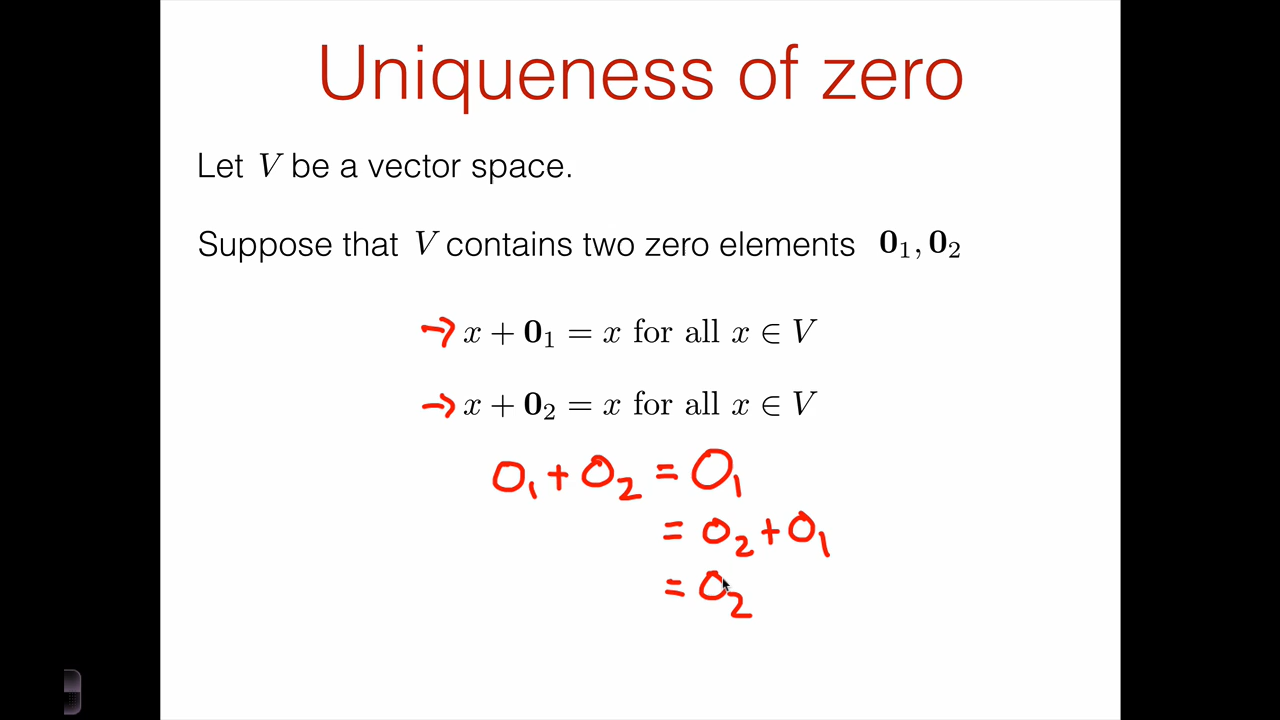 Uniqueness of zero
Let V be a vector space.
Suppose that V contains two zero elements 𝟎₁, 𝟎₂
→ x + 𝟎₁ = x for all x ∈ V
→ x + 𝟎₂ = x for all x ∈ V
0₁ + 0₂ = 0₁
= 0₂ + 0₁
= 0₂